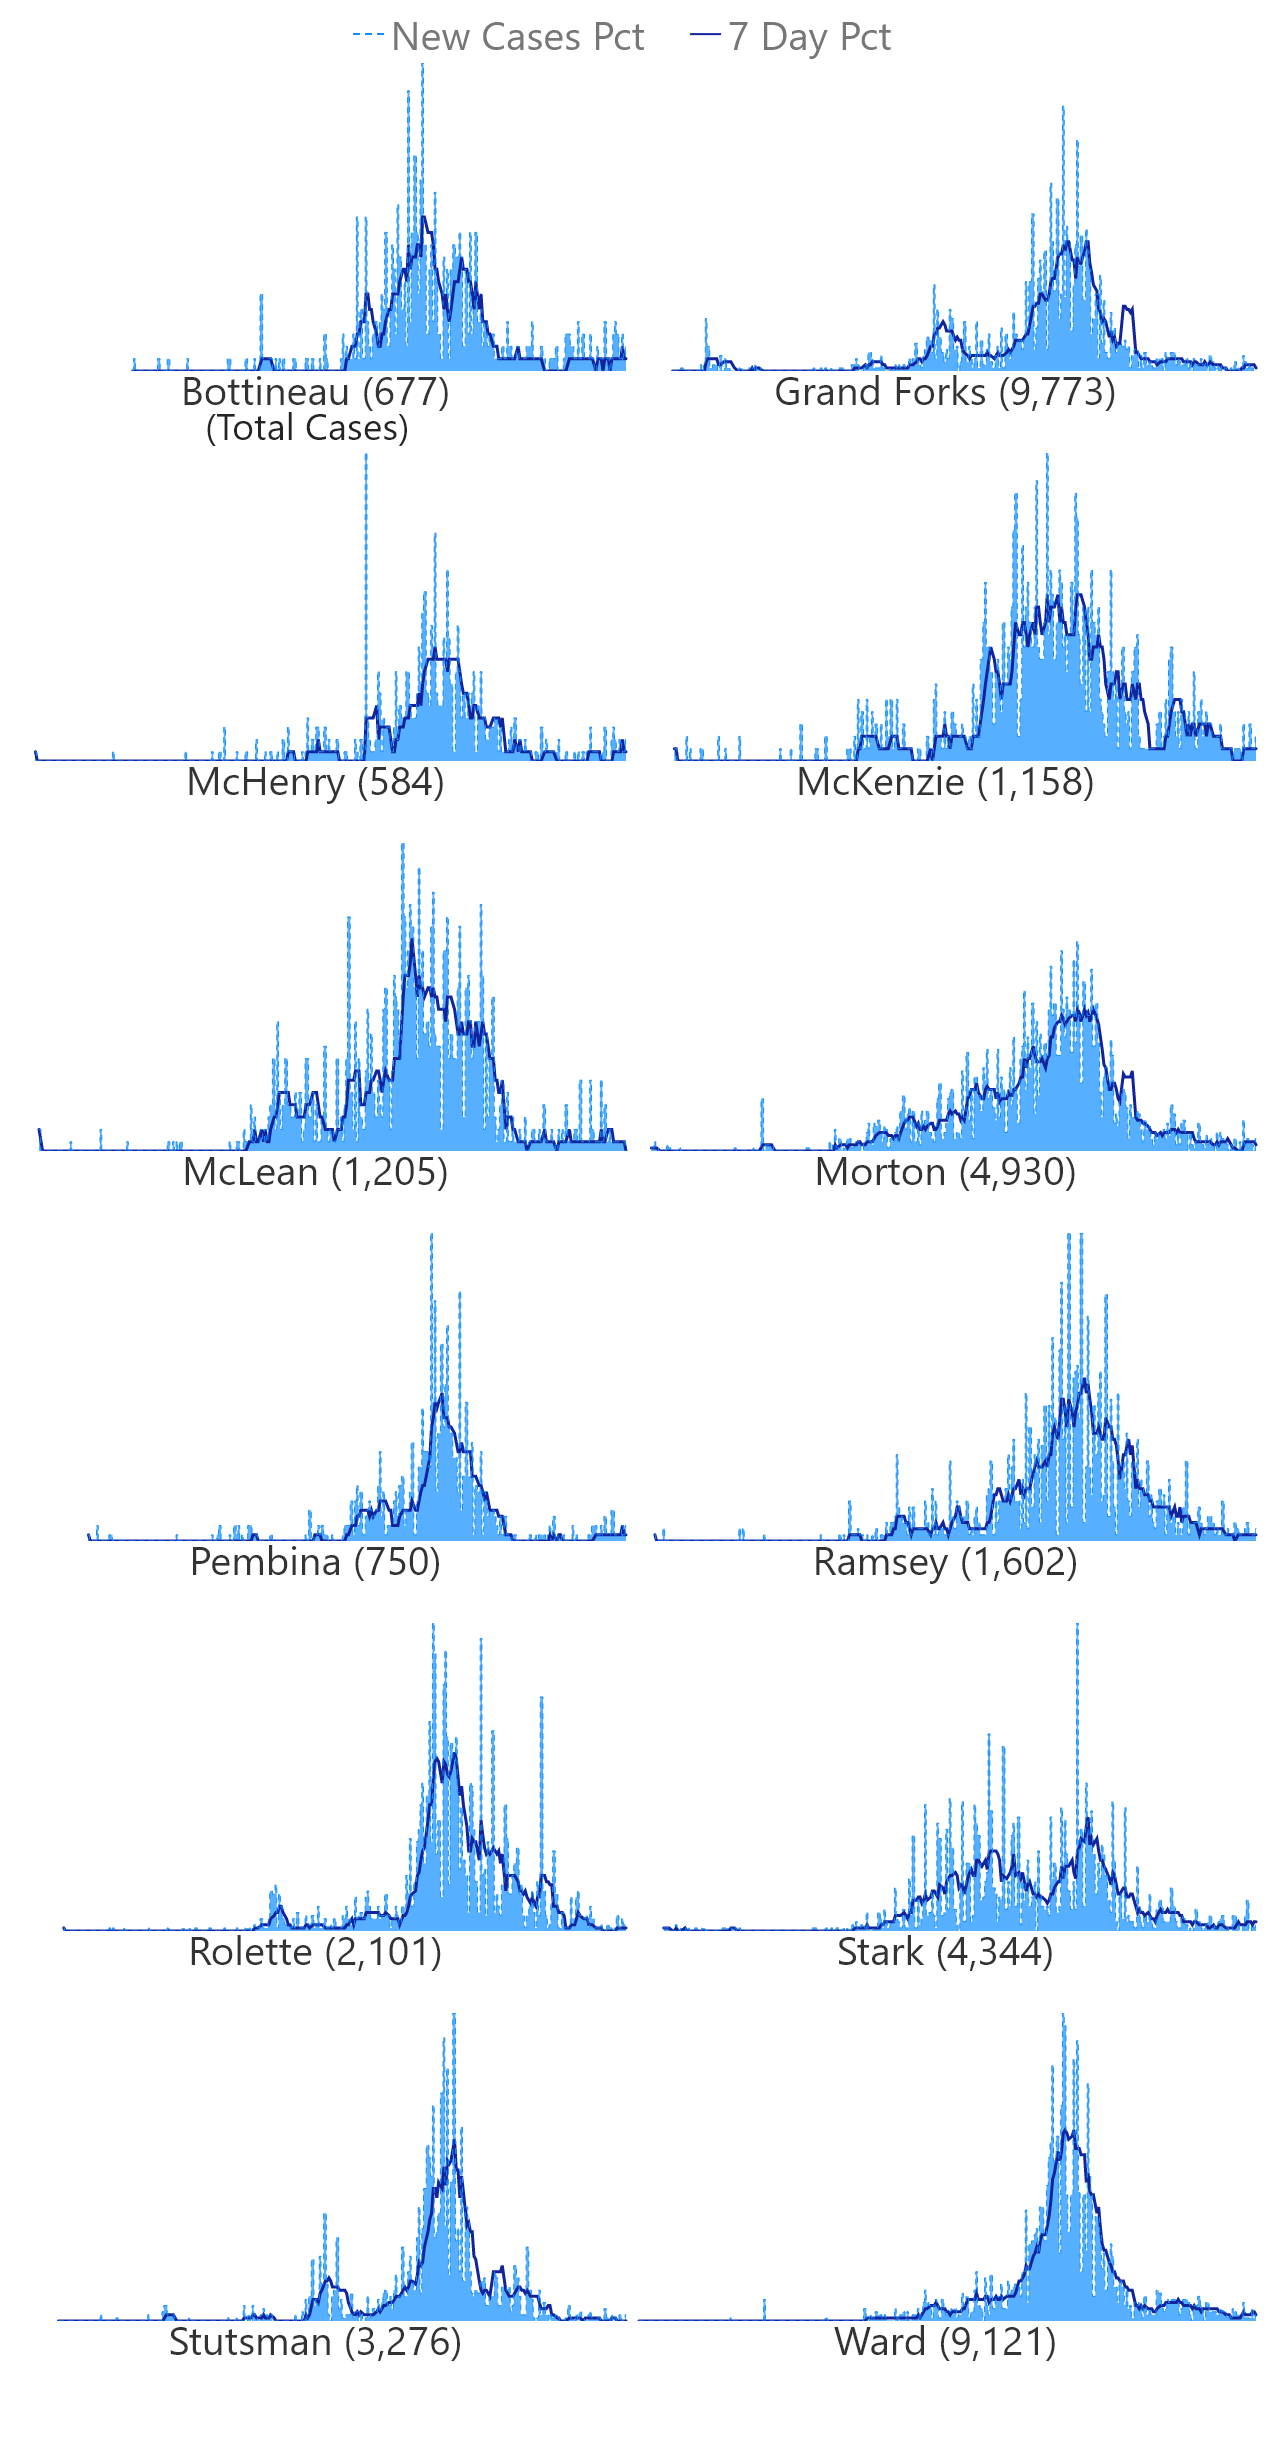 New Cases Pct 7 Day Pct
Bottineau (677) Grand Forks (9,773)
(Total Cases)
McHenry (584) McKenzie (1,158)
McLean (1,205) Morton (4,930)
Pembina (750) Ramsey (1,602)
Rolette (2,101) Stark (4,344)
Stutsman (3,276) Ward (9,121)